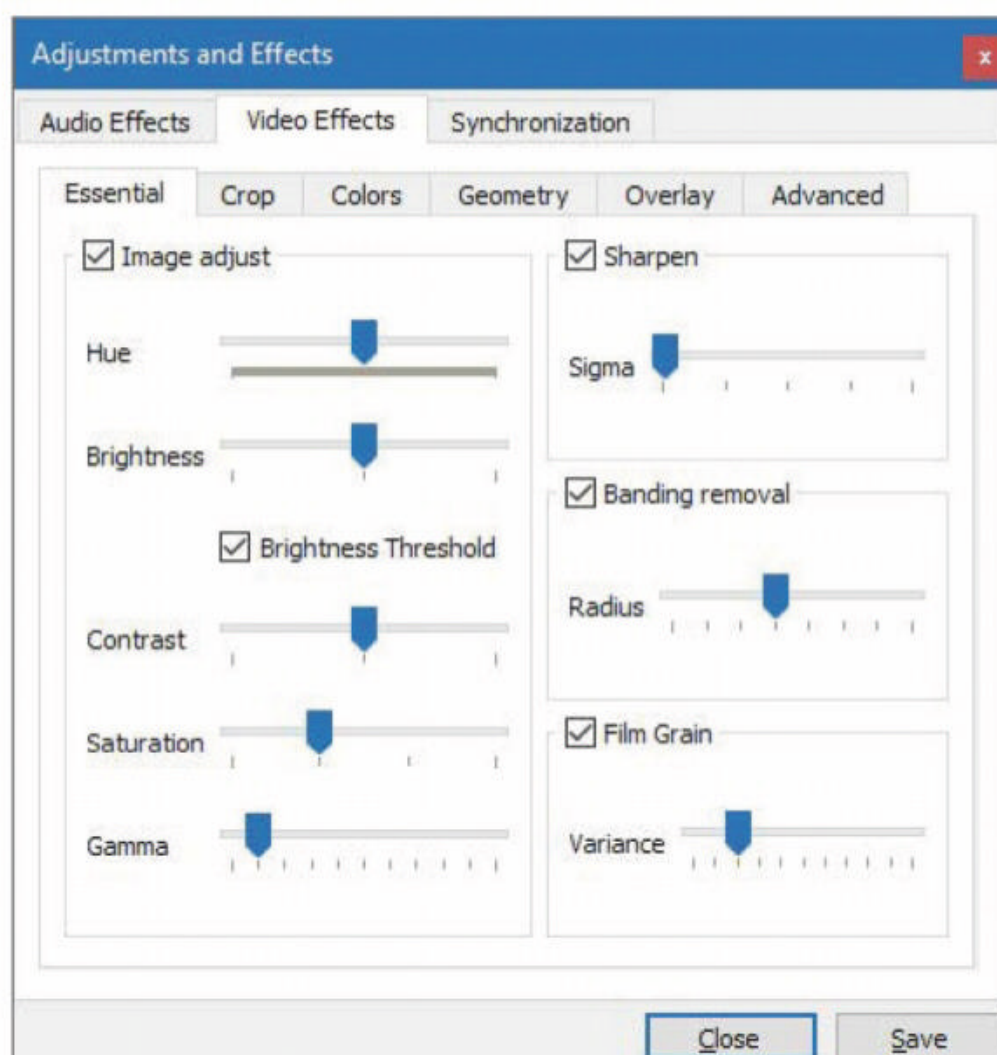 Adjustments and Effects
x
Audio Effects Video Effects Synchronization
Essential Crop Colors Geometry Overlay Advanced
Image adjust
Hue
Brightness
Brightness Threshold
Contrast
Saturation
Gamma
Sharpen
Sigma
Banding removal
Radius
Film Grain
Variance
Close Save